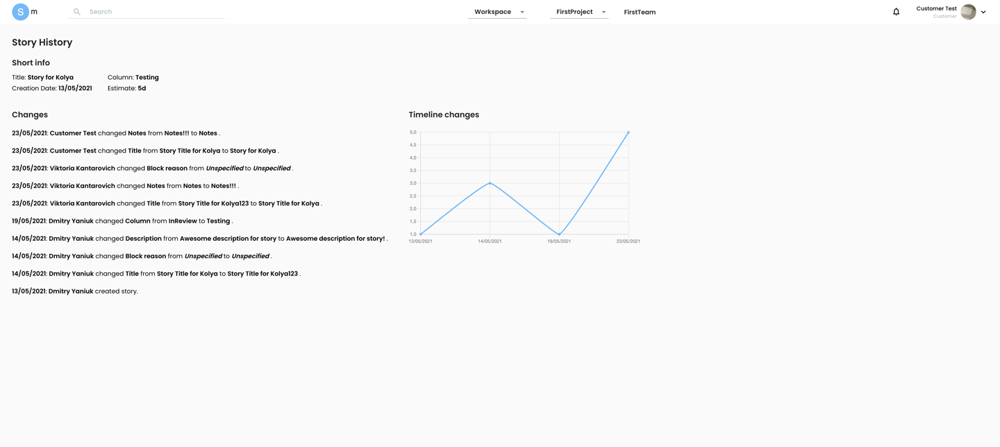 S m
Search
Workspace
FirstProject
FirstTeam
Customer Test
Customer
Story History
Short info
Title: Story for Kolya
Column: Testing
Creation Date: 13/05/2021
Estimate: 5d
Changes
23/05/2021: Customer Test changed Notes from Notes!!! to Notes .
23/05/2021: Customer Test changed Title from Story Title for Kolya to Story for Kolya .
23/05/2021: Viktoria Kantarovich changed Block reason from Unspecified to Unspecified .
23/05/2021: Viktoria Kantarovich changed Notes from Notes to Notes!!! .
23/05/2021: Viktoria Kantarovich changed Title from Story Title for Kolya123 to Story Title for Kolya .
19/05/2021: Dmitry Yaniuk changed Column from InReview to Testing .
14/05/2021: Dmitry Yaniuk changed Description from Awesome description for story to Awesome description for story! .
14/05/2021: Dmitry Yaniuk changed Block reason from Unspecified to Unspecified .
14/05/2021: Dmitry Yaniuk changed Title from Story Title for Kolya to Story Title for Kolya123 .
13/05/2021: Dmitry Yaniuk created story.
Timeline changes
5,0
4,5
4,0
3,5
3,0
2,5
2,0
1,5
1,0
13/05/2021
14/05/2021
19/05/2021
23/05/2021